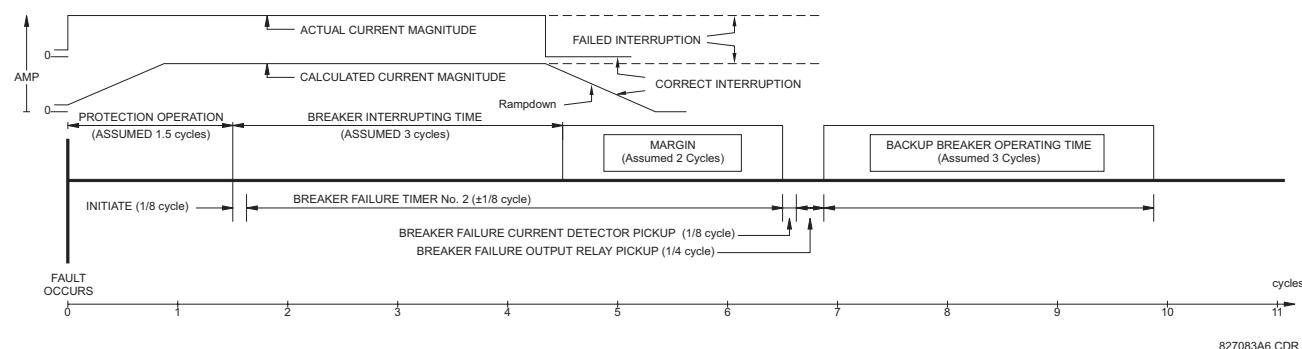 ACTUAL CURRENT MAGNITUDE
FAILED INTERRUPTION
0
AMP
CALCULATED CURRENT MAGNITUDE
CORRECT INTERRUPTION
Rampdown
0
PROTECTION OPERATION
(ASSUMED 1.5 cycles)
BREAKER INTERRUPTING TIME
(ASSUMED 3 cycles)
MARGIN
(Assumed 2 Cycles)
BACKUP BREAKER OPERATING TIME
(Assumed 3 Cycles)
INITIATE (1/8 cycle)
BREAKER FAILURE TIMER No. 2 (±1/8 cycle)
BREAKER FAILURE CURRENT DETECTOR PICKUP (1/8 cycle)
BREAKER FAILURE OUTPUT RELAY PICKUP (1/4 cycle)
FAULT
OCCURS
cycles
0 1 2 3 4 5 6 7 8 9 10 11
827083A6.CDR